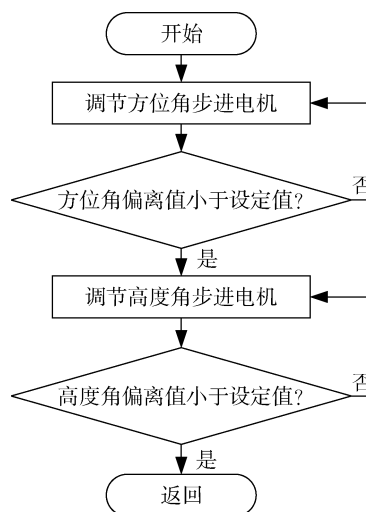 开始
调节方位角步进电机
方位角偏离值小于设定值?
否
是
调节高度角步进电机
高度角偏离值小于设定值?
否
是
返回